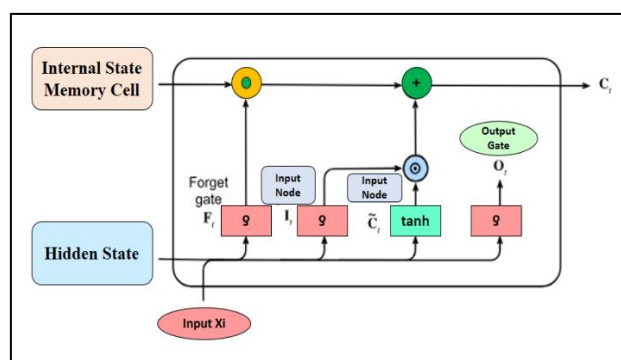 Internal State
Memory Cell
C_t
Output
Gate
O_t
Input
Node
Input
Node
Forget
gate
F_t
I_t
C̃_t
tanh
Hidden State
Input Xi